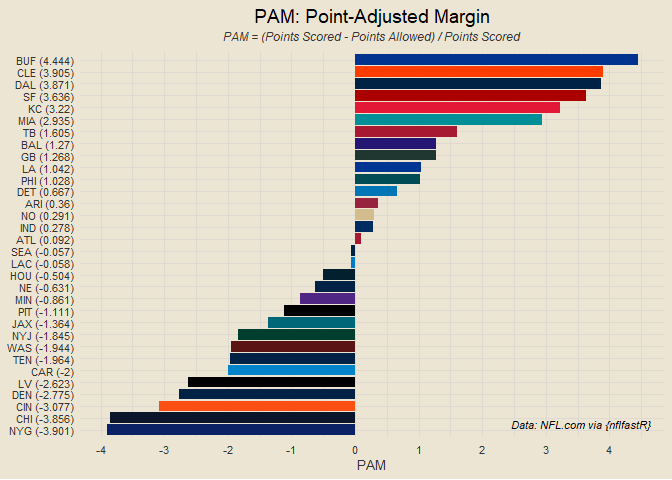 PAM: Point-Adjusted Margin
PAM = (Points Scored - Points Allowed) / Points Scored
BUF (4.444)
CLE (3.905)
DAL (3.871)
SF (3.636)
KC (3.22)
MIA (2.935)
TB (1.605)
BAL (1.27)
GB (1.268)
LA (1.042)
PHI (1.028)
DET (0.667)
ARI (0.36)
NO (0.291)
IND (0.278)
ATL (0.092)
SEA (-0.057)
LAC (-0.058)
HOU (-0.504)
NE (-0.631)
MIN (-0.861)
PIT (-1.111)
JAX (-1.364)
NYJ (-1.845)
WAS (-1.944)
TEN (-1.964)
CAR (-2)
LV (-2.623)
DEN (-2.775)
CIN (-3.077)
CHI (-3.856)
NYG (-3.901)
Data: NFL.com via {nflfastR}
-4 -3 -2 -1 0 1 2 3 4
PAM